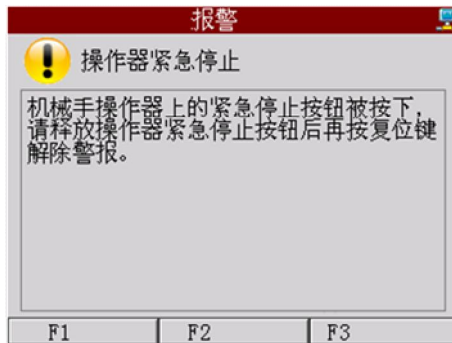 报警
操作器紧急停止
机械手操作器上的紧急停止按钮被按下，
请释放操作器紧急停止按钮后再按复位键
解除警报。
F1 F2 F3